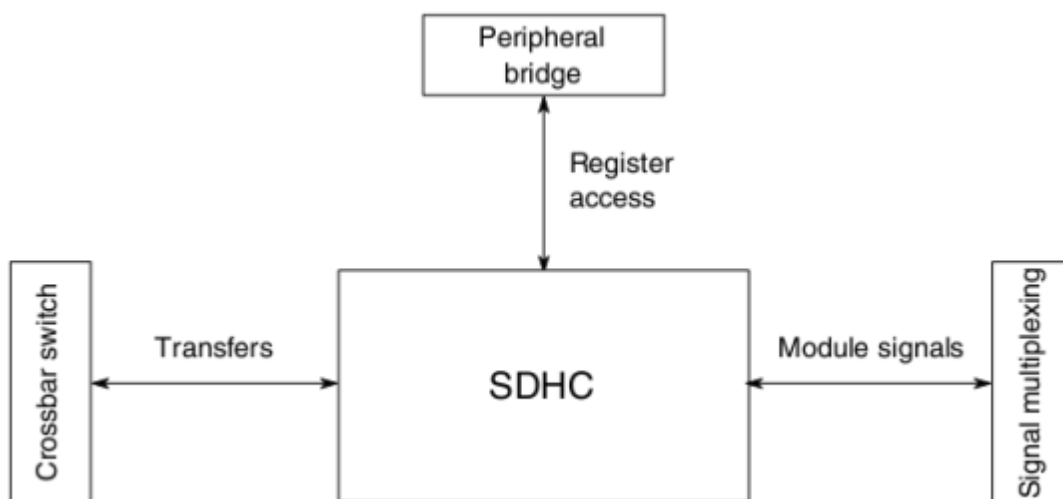 Peripheral
bridge
Register
access
Crossbar switch
Transfers
SDHC
Module signals
Signal multiplexing